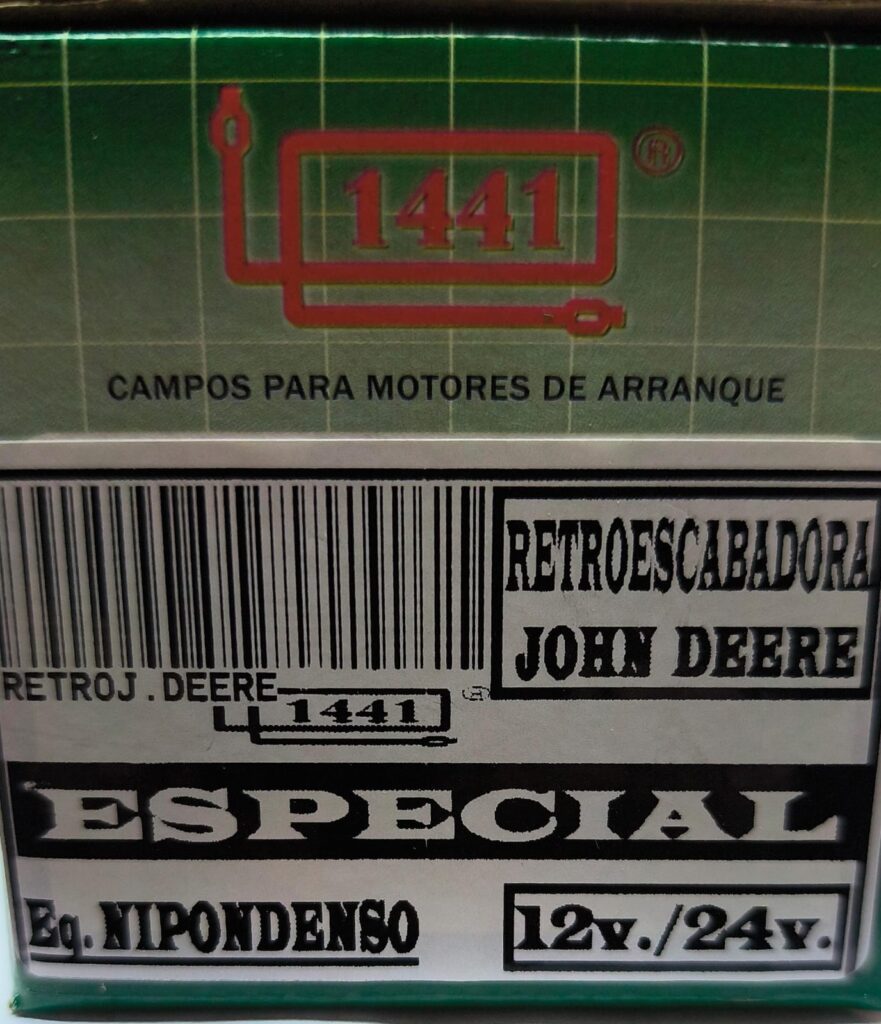 1441 ®
CAMPOS PARA MOTORES DE ARRANQUE
RETROESCABADORA
JOHN DEERE
RETROJ.DEERE
1441 ®
ESPECIAL
Eq. NIPONDENSO
12v./24v.